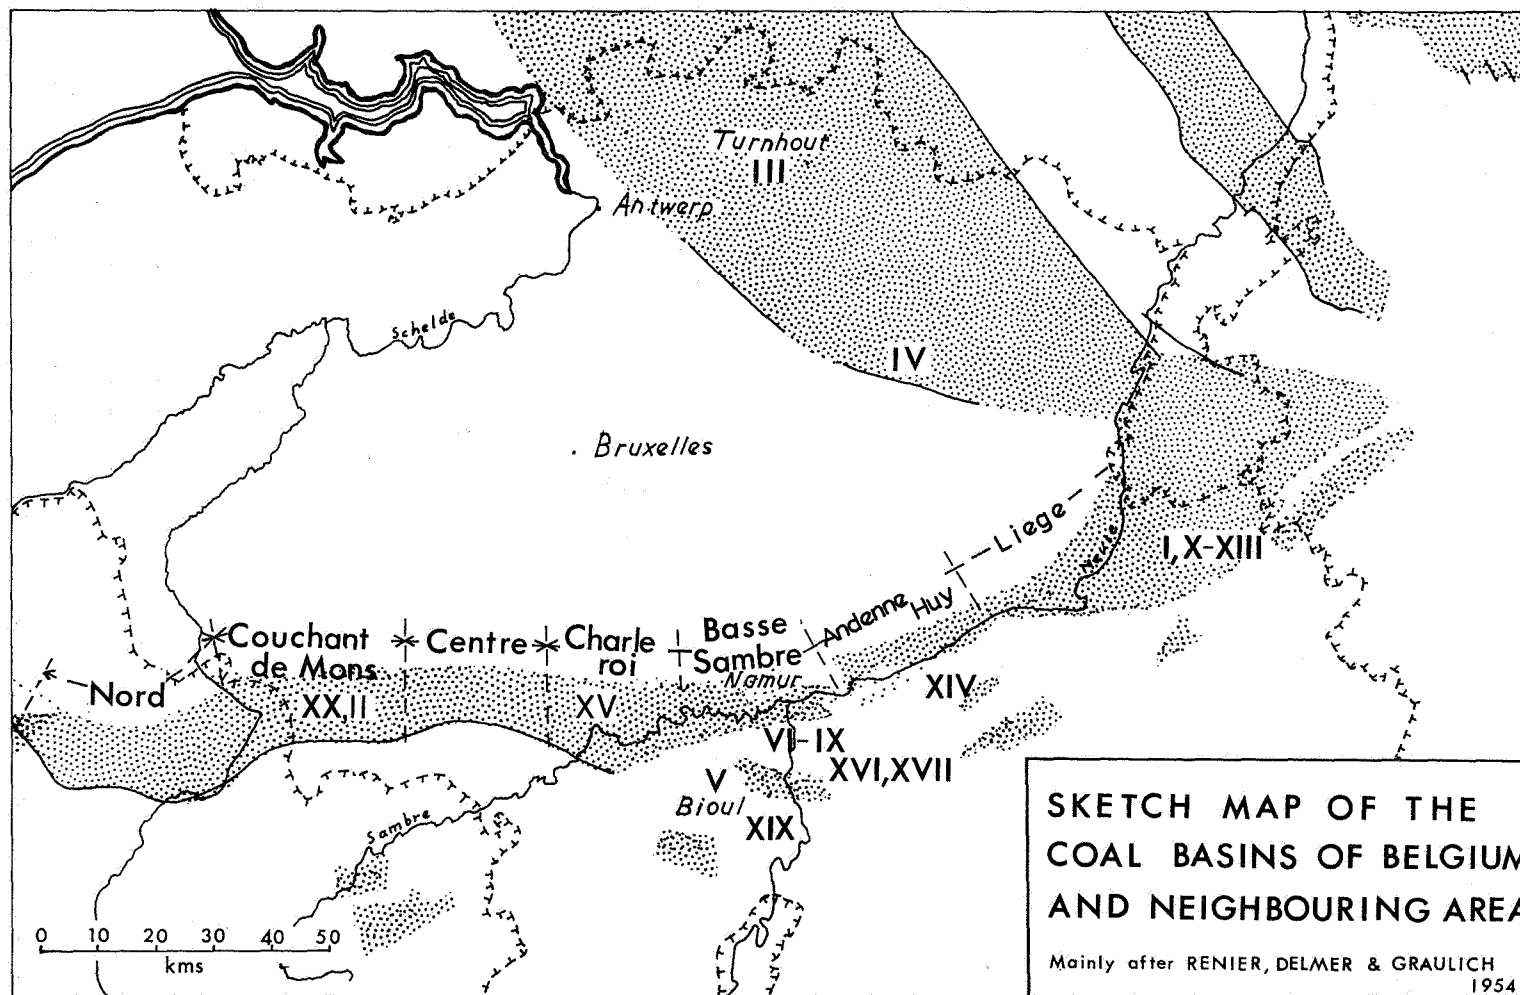 Turnhout
III
Antwerp
Schelde
IV
Bruxelles
Liege
Meuse
I,X-XIII
Andenne
Huy
Couchant
de Mons
XX,II
Centre
Charle
roi
XV
Basse
Sambre
Namur
Nord
XIV
VI-IX
XVI,XVII
V
Bioul
XIX
Sambre
0 10 20 30 40 50
kms
SKETCH MAP OF THE
COAL BASINS OF BELGIUM
AND NEIGHBOURING AREA
Mainly after RENIER, DELMER & GRAULICH
1954